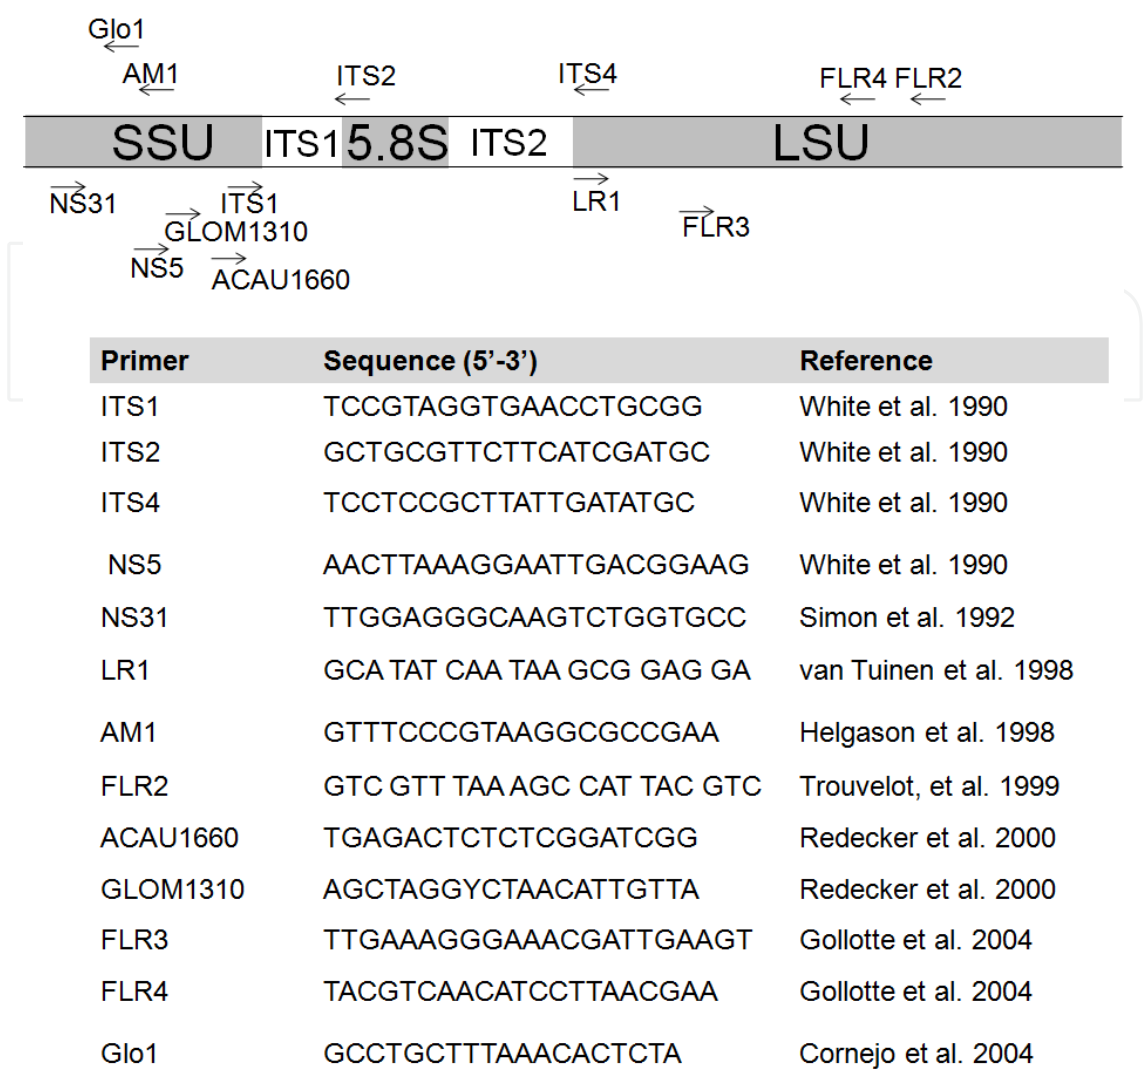 Glo1
AM1
ITS2
ITS4
FLR4 FLR2
SSU ITS1 5.8S ITS2 LSU
NS31
ITS1
LR1
GLOM1310
FLR3
NS5
ACAU1660
Primer Sequence (5’-3’) Reference
ITS1 TCCGTAGGTGAACCTGCGG White et al. 1990
ITS2 GCTGCGTTCTTCATCGATGC White et al. 1990
ITS4 TCCTCCGCTTATTGATATGC White et al. 1990
NS5 AACTTAAAGGAATTGACGGAAG White et al. 1990
NS31 TTGGAGGGCAAGTCTGGTGCC Simon et al. 1992
LR1 GCA TAT CAA TAA GCG GAG GA van Tuinen et al. 1998
AM1 GTTTCCCGTAAGGCGCCGAA Helgason et al. 1998
FLR2 GTC GTT TAA AGC CAT TAC GTC Trouvelot, et al. 1999
ACAU1660 TGAGACTCTCTCGGATCGG Redecker et al. 2000
GLOM1310 AGCTAGGYCTAACATTGTTA Redecker et al. 2000
FLR3 TTGAAAGGGAAACGATTGAAGT Gollotte et al. 2004
FLR4 TACGTCAACATCCTTAACGAA Gollotte et al. 2004
Glo1 GCCTGCTTTAAACACTCTA Cornejo et al. 2004